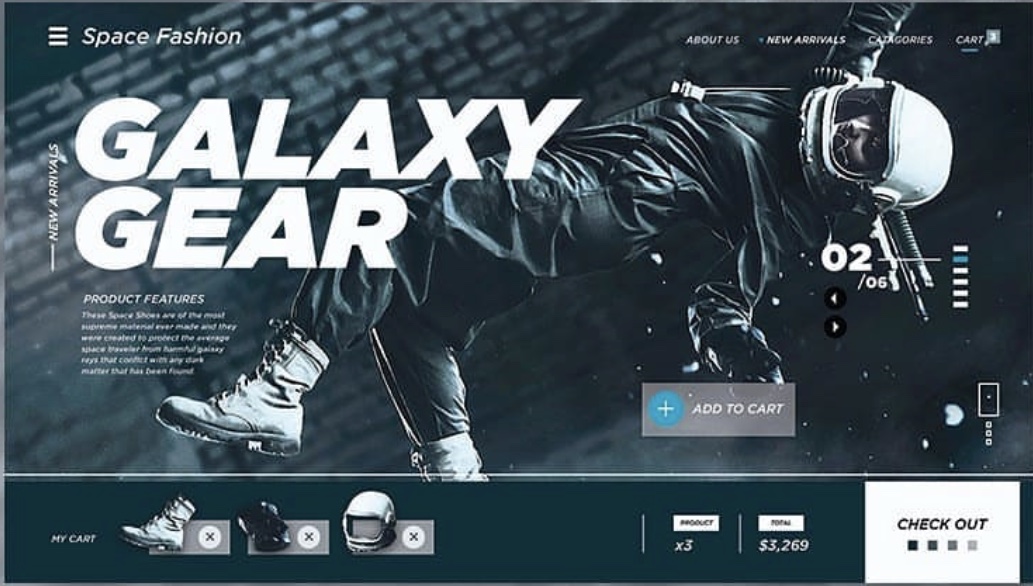 Space Fashion
ABOUT US
NEW ARRIVALS
CATAGORIES
CART
3
GALAXY
GEAR
NEW ARRIVALS
PRODUCT FEATURES
These Space Shoes are of the most
supreme material ever made and they
were created to protect the average
space traveler from harmful galaxy
rays that conflict with any dark
matter that has been found.
02
/06
ADD TO CART
MY CART
PRODUCT
x3
TOTAL
$3,269
CHECK OUT